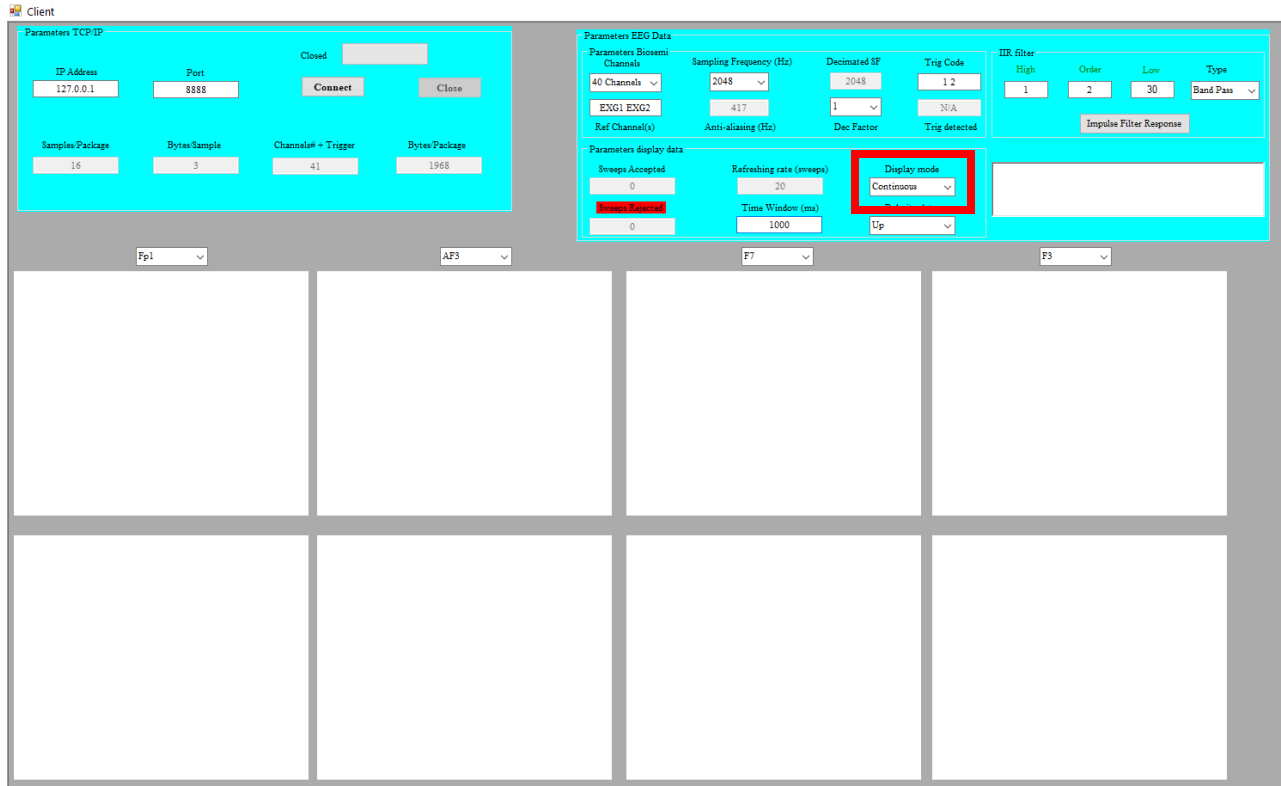 Client
Parameters TCP/IP
Closed
IP Address
Port
127.0.0.1
8888
Connect
Close
Samples/Package
Bytes/Sample
Channels# + Trigger
Bytes/Package
16
3
41
1968
Parameters EEG Data
Parameters Biosemi
Channels
Sampling Frequency (Hz)
Decimated SF
Trig Code
40 Channels
2048
2048
1 2
EXG1 EXG2
417
1
N/A
Ref Channel(s)
Anti-aliasing (Hz)
Dec Factor
Trig detected
IIR filter
High
Order
Low
Type
1
2
30
Band Pass
Impulse Filter Response
Parameters display data
Sweeps Accepted
Refreshing rate (sweeps)
Display mode
0
20
Continuous
Sweeps Rejected
Time Window (ms)
0
1000
Up
Fp1
AF3
F7
F3